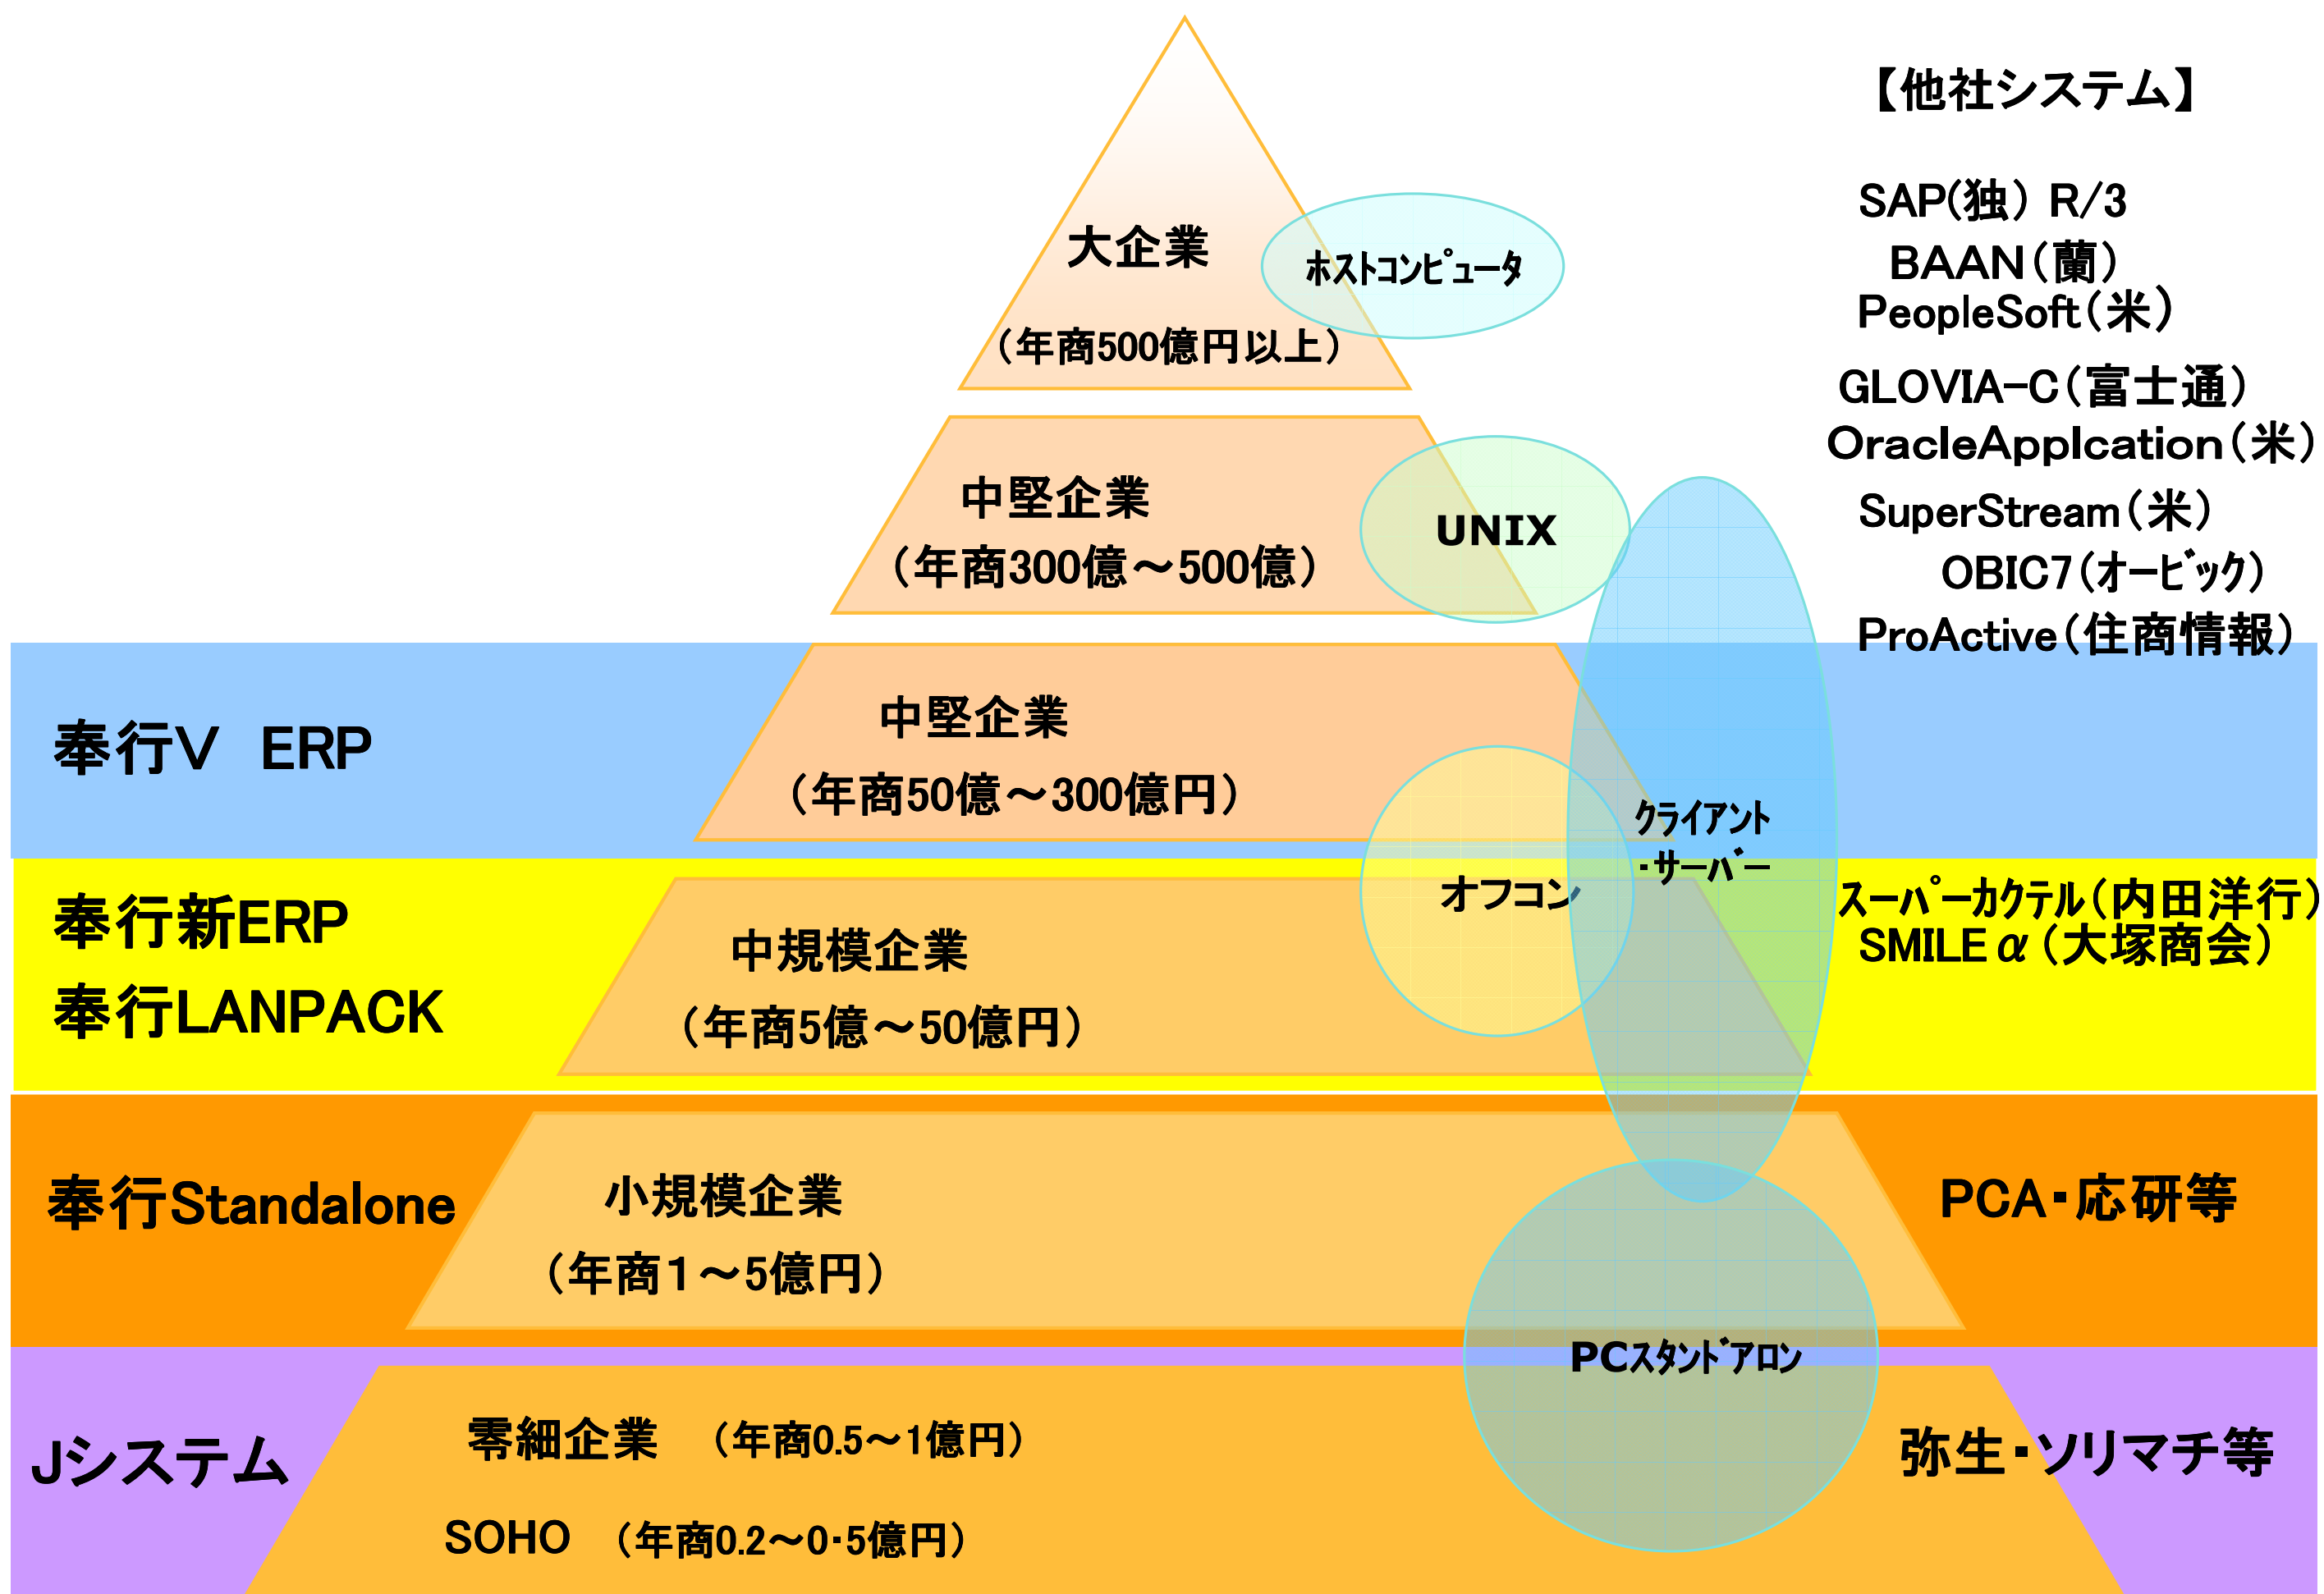 【他社システム】
SAP(独） R/3
大企業
ホストコンピュータ
BAAN（蘭）
PeopleSoft（米）
（年商500億円以上）
GLOVIA−C（富士通）
OracleApplcation（米）
中堅企業
UNIX
SuperStream（米）
（年商300億～500億）
OBIC7（オービック）
ProActive（住商情報）
奉行V ERP
中堅企業
（年商50億～300億円）
クライアント
・サーバー
オフコン
奉行新ERP
スーパーカクテル（内田洋行）
中規模企業
SMILEα（大塚商会）
奉行LANPACK
（年商5億～50億円）
奉行Standalone
小規模企業
PCA・応研等
（年商１～5億円）
PCスタンドアロン
Jシステム
零細企業 （年商0.5～1億円）
弥生・ソリマチ等
SOHO （年商0.2～0・5億円）